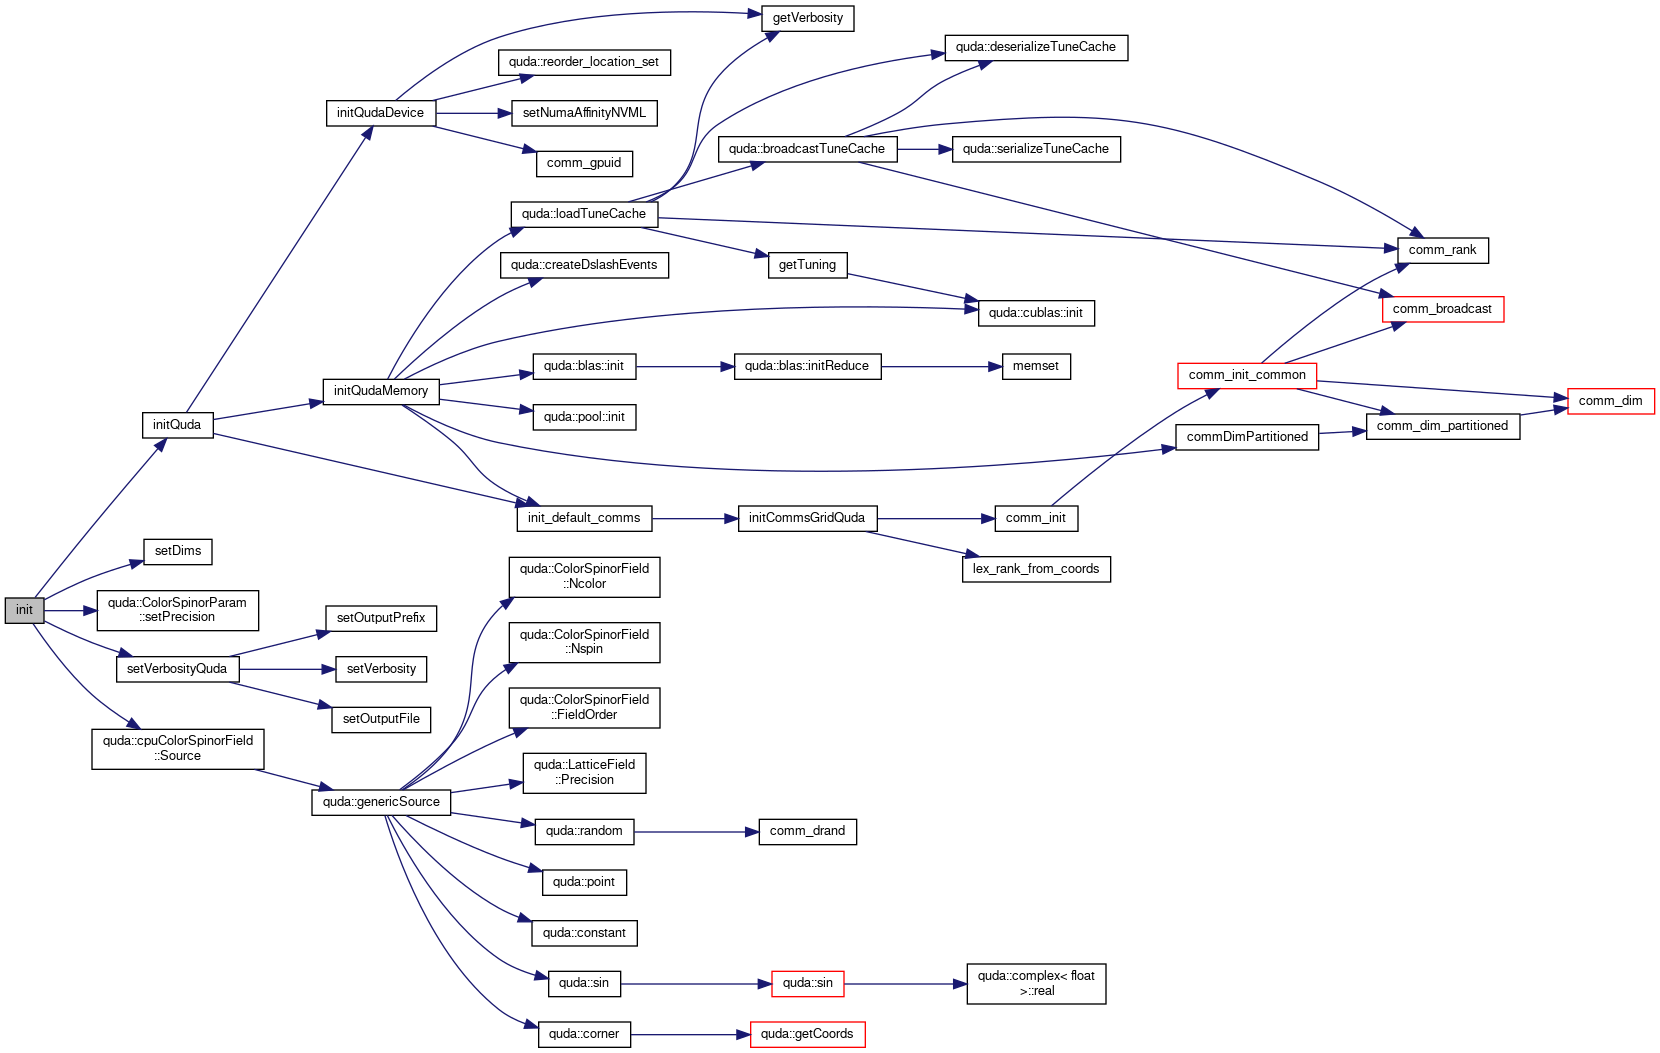 getVerbosity
quda::deserializeTuneCache
quda::reorder_location_set
initQudaDevice
setNumaAffinityNVML
quda::broadcastTuneCache
quda::serializeTuneCache
comm_gpuid
quda::loadTuneCache
comm_rank
quda::createDslashEvents
getTuning
quda::cublas::init
comm_broadcast
quda::blas::init
quda::blas::initReduce
memset
comm_init_common
initQudaMemory
comm_dim
quda::pool::init
initQuda
comm_dim_partitioned
commDimPartitioned
init_default_comms
initCommsGridQuda
comm_init
setDims
lex_rank_from_coords
quda::ColorSpinorField
::Ncolor
init
quda::ColorSpinorParam
::setPrecision
setOutputPrefix
quda::ColorSpinorField
::Nspin
setVerbosityQuda
setVerbosity
quda::ColorSpinorField
::FieldOrder
setOutputFile
quda::cpuColorSpinorField
::Source
quda::LatticeField
::Precision
quda::genericSource
quda::random
comm_drand
quda::point
quda::constant
quda::sin
quda::sin
quda::complex< float
>::real
quda::corner
quda::getCoords